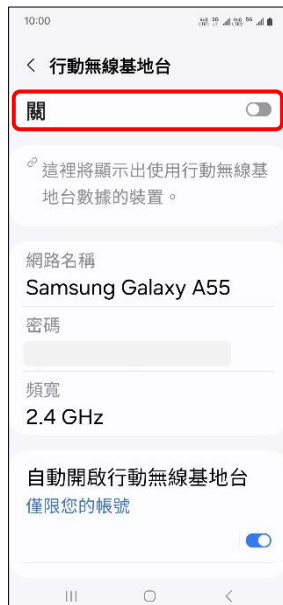 10:00
行動無線基地台
關
這裡將顯示出使用行動無線基
地台數據的裝置。
網路名稱
Samsung Galaxy A55
密碼
頻寬
2.4 GHz
自動開啟行動無線基地台
僅限您的帳號